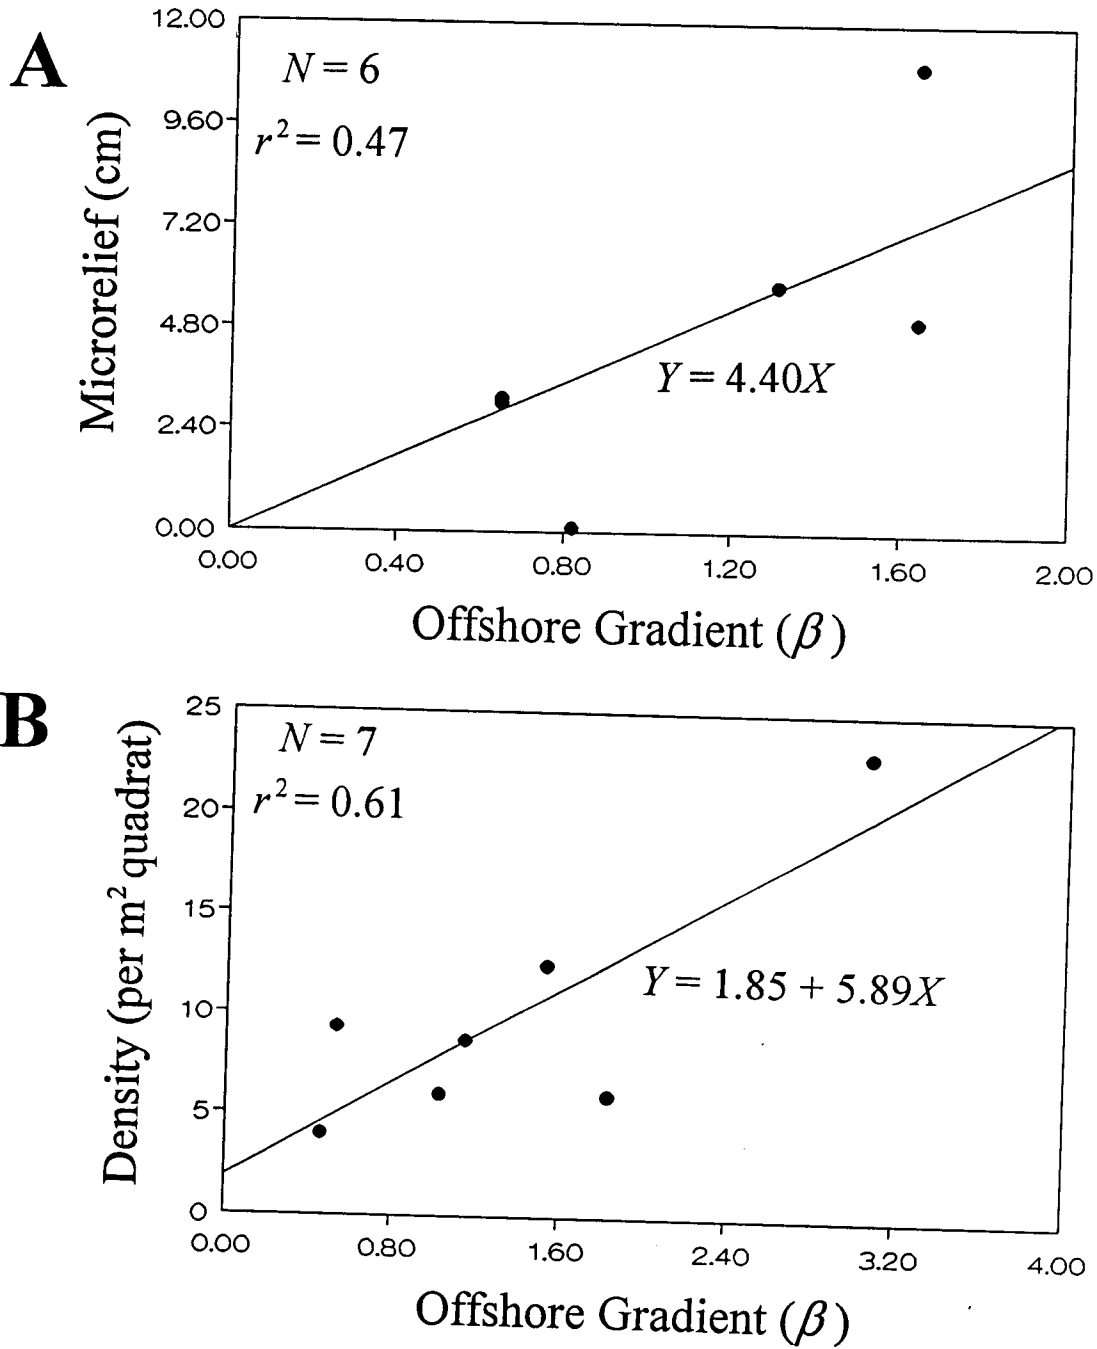 A
12.00
9.60
7.20
4.80
2.40
0.00
Microrelief (cm)
N = 6
r² = 0.47
Y = 4.40X
0.00 0.40 0.80 1.20 1.60 2.00
Offshore Gradient (β)
B
25
20
15
10
5
0
Density (per m² quadrat)
N = 7
r² = 0.61
Y = 1.85 + 5.89X
0.00 0.80 1.60 2.40 3.20 4.00
Offshore Gradient (β)